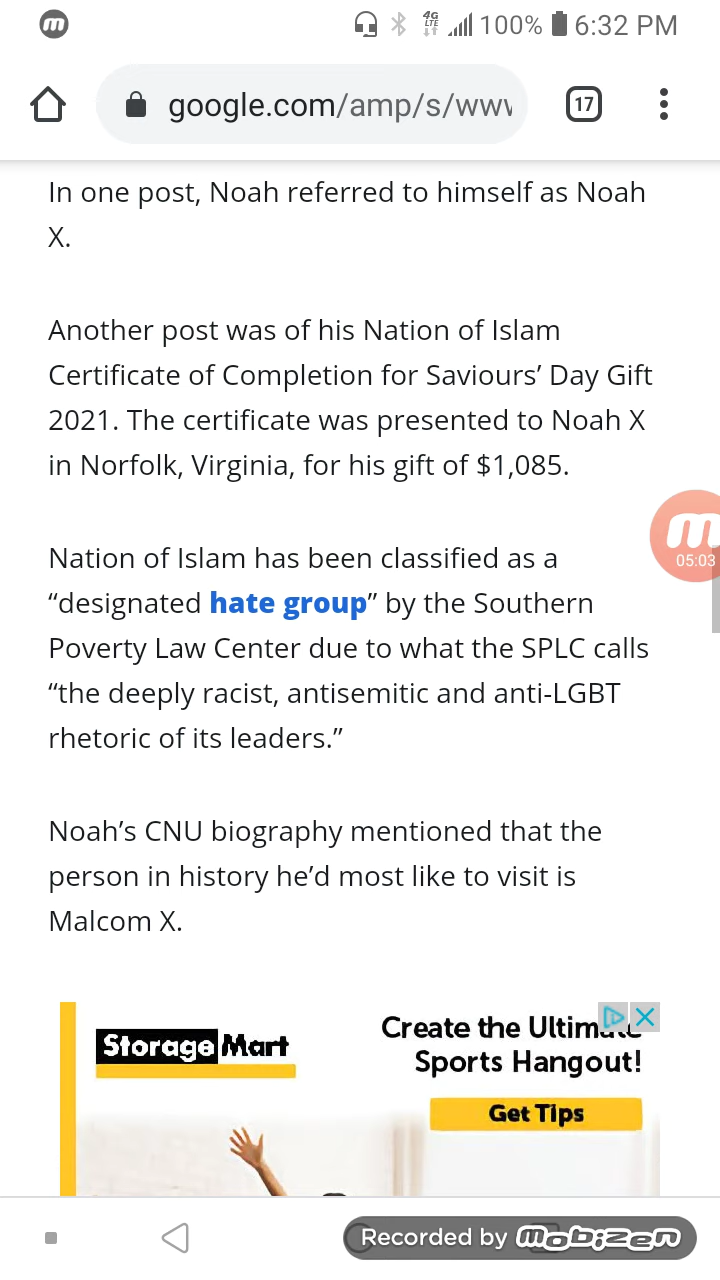 m 4G LTE 100% 6:32 PM
google.com/amp/s/www 17
In one post, Noah referred to himself as Noah
X.
Another post was of his Nation of Islam
Certificate of Completion for Saviours’ Day Gift
2021. The certificate was presented to Noah X
in Norfolk, Virginia, for his gift of $1,085.
m
05:03
Nation of Islam has been classified as a
“designated hate group” by the Southern
Poverty Law Center due to what the SPLC calls
“the deeply racist, antisemitic and anti-LGBT
rhetoric of its leaders.”
Noah’s CNU biography mentioned that the
person in history he’d most like to visit is
Malcom X.
Storage Mart
Create the Ultimate
Sports Hangout!
Get Tips
Recorded by mobizen